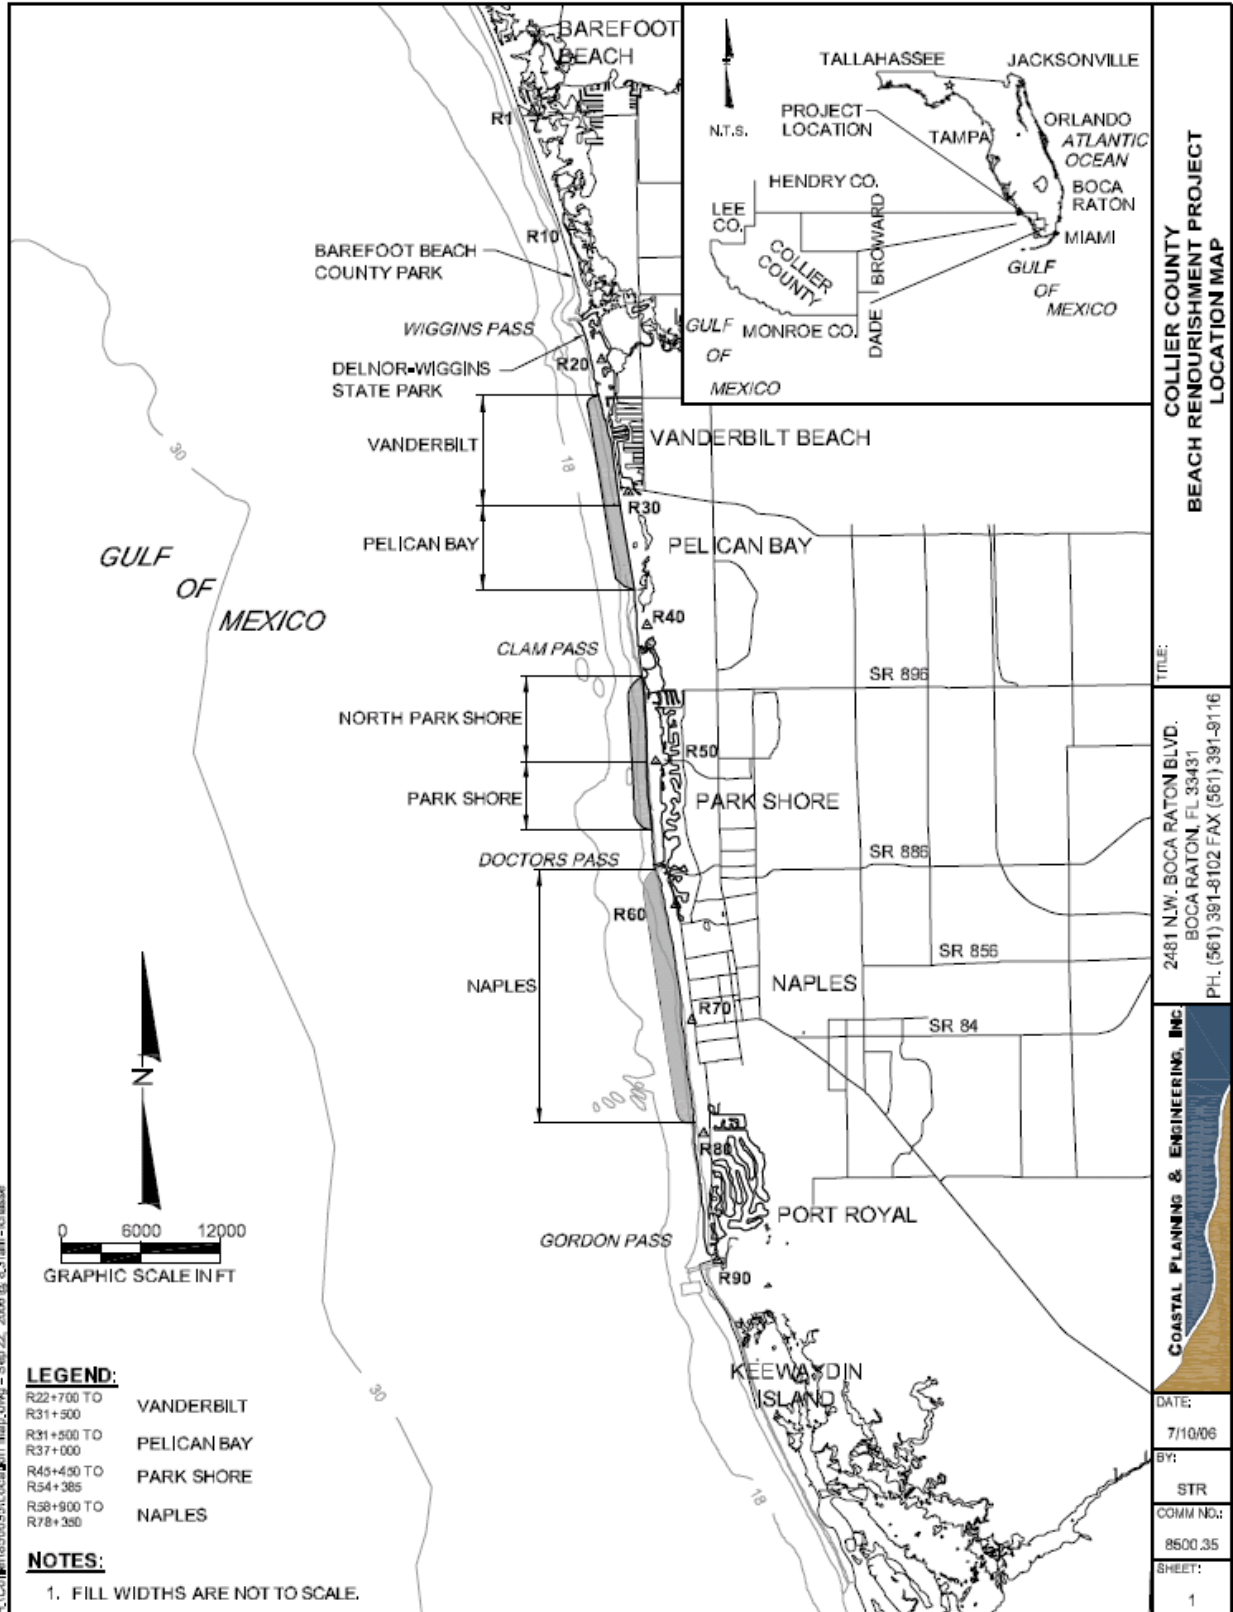 BAREFOOT
BEACH
R1
R10
BAREFOOT BEACH
COUNTY PARK
WIGGINS PASS
R20
DELNOR-WIGGINS
STATE PARK
VANDERBILT
VANDERBILT BEACH
18
30
R30
PELICAN BAY
PELICAN BAY
GULF
OF
MEXICO
R40
CLAM PASS
SR 896
NORTH PARK SHORE
R50
PARK SHORE
PARK SHORE
DOCTORS PASS
SR 886
R60
SR 856
NAPLES
NAPLES
R70
SR 84
R80
PORT ROYAL
GORDON PASS
R90
KEEWAYDIN
ISLAND
30
18
N
0 6000 12000
GRAPHIC SCALE IN FT
LEGEND:
R22+700 TO
R31+500
VANDERBILT
R31+500 TO
R37+000
PELICAN BAY
R45+450 TO
R54+385
PARK SHORE
R58+900 TO
R78+350
NAPLES
NOTES:
1. FILL WIDTHS ARE NOT TO SCALE.
N.T.S.
TALLAHASSEE
JACKSONVILLE
PROJECT
LOCATION
TAMPA
ORLANDO
ATLANTIC
OCEAN
BOCA
RATON
MIAMI
GULF
OF
MEXICO
HENDRY CO.
LEE
CO.
COLLIER
COUNTY
BROWARD
DADE
MONROE CO.
GULF
OF
MEXICO
COLLIER COUNTY
BEACH RENOURISHMENT PROJECT
LOCATION MAP
TITLE:
2481 N.W. BOCA RATON BLVD.
BOCA RATON, FL 33431
PH. (561) 391-8102 FAX (561) 391-9116
COASTAL PLANNING & ENGINEERING, INC.
DATE:
7/10/06
BY:
STR
COMM NO.:
8500.35
SHEET:
1